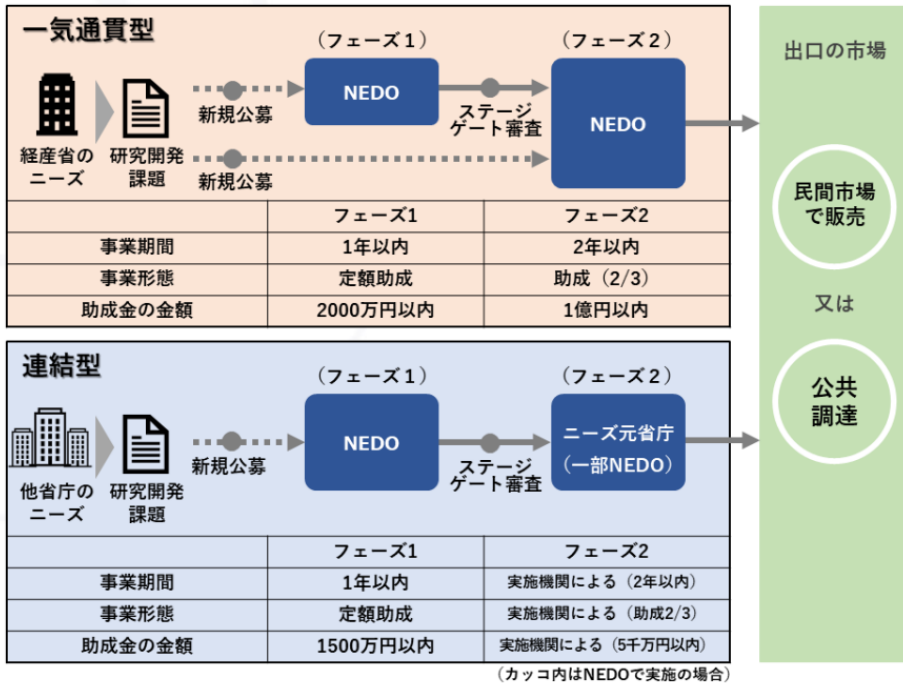 一気通貫型
(フェーズ1)
(フェーズ2)
経産省の
ニーズ
研究開発
課題
新規公募
新規公募
NEDO
ステージ
ゲート審査
NEDO
フェーズ1 フェーズ2
事業期間 1年以内 2年以内
事業形態 定額助成 助成(2/3)
助成金の金額 2000万円以内 1億円以内
連結型
(フェーズ1)
(フェーズ2)
他省庁の
ニーズ
研究開発
課題
新規公募
NEDO
ステージ
ゲート審査
ニーズ元省庁
(一部NEDO)
フェーズ1 フェーズ2
事業期間 1年以内 実施機関による(2年以内)
事業形態 定額助成 実施機関による(助成2/3)
助成金の金額 1500万円以内 実施機関による(5千万円以内)
(カッコ内はNEDOで実施の場合)
出口の市場
民間市場
で販売
又は
公共
調達